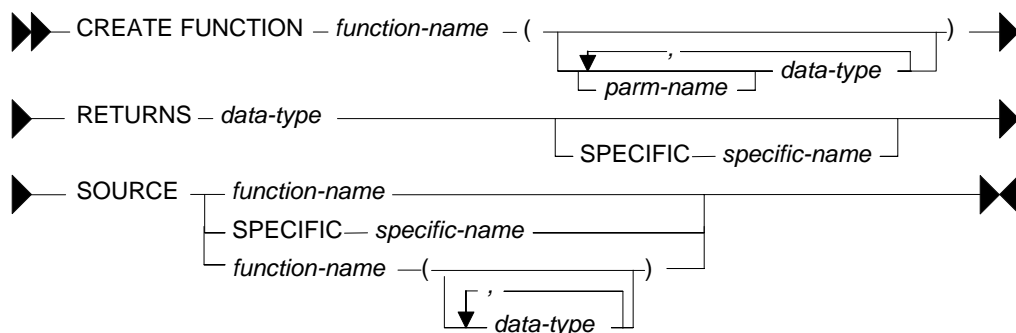 CREATE FUNCTION function-name ( , parm-name data-type )
RETURNS data-type SPECIFIC specific-name
SOURCE function-name
SPECIFIC specific-name
function-name ( , data-type )